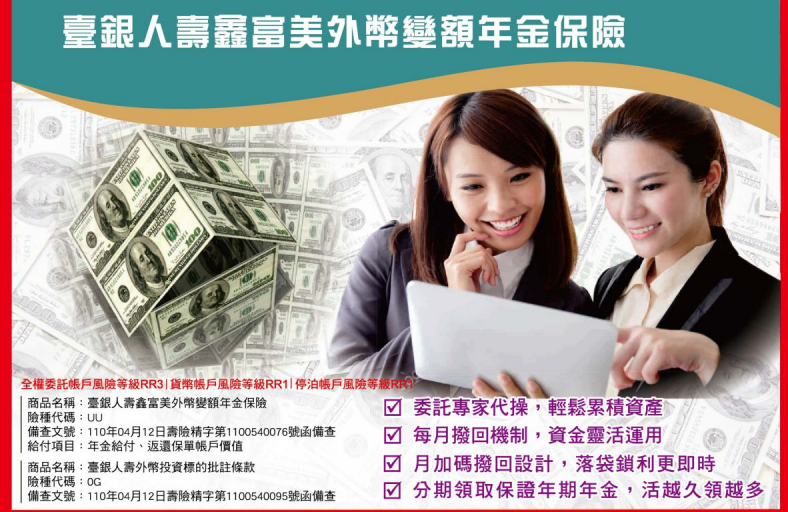 臺銀人壽鑫富美外幣變額年金保險
全權委託帳戶風險等級RR3|貨幣帳戶風險等級RR1|停泊帳戶風險等級RR1
商品名稱：臺銀人壽鑫富美外幣變額年金保險
險種代碼：UU
備查文號：110年04月12日壽險精字第1100540076號函備查
給付項目：年金給付、返還保單帳戶價值
商品名稱：臺銀人壽外幣投資標的批註條款
險種代碼：0G
備查文號：110年04月12日壽險精字第1100540095號函備查
☑ 委託專家代操，輕鬆累積資產
☑ 每月撥回機制，資金靈活運用
☑ 月加碼撥回設計，落袋鎖利更即時
☑ 分期領取保證年期年金，活越久領越多